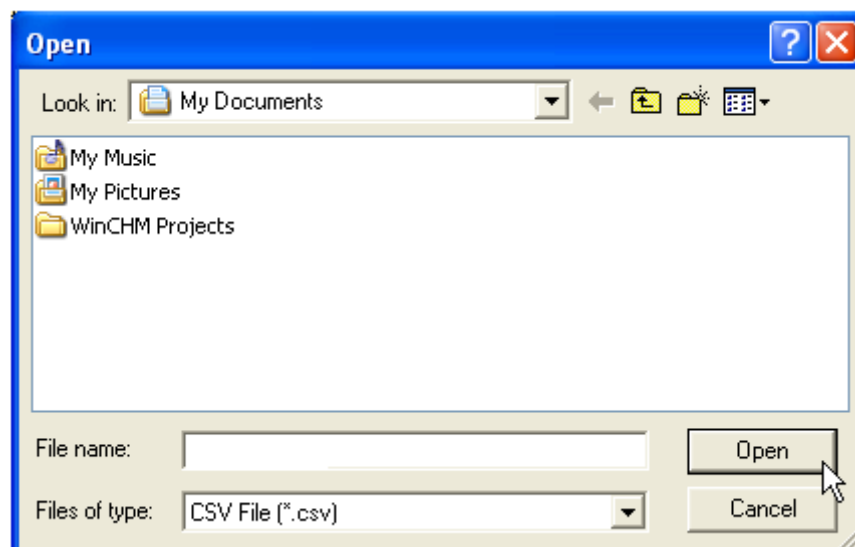 Open
Look in: My Documents
My Music
My Pictures
WinCHM Projects
File name: Open
Files of type: CSV File (*.csv) Cancel